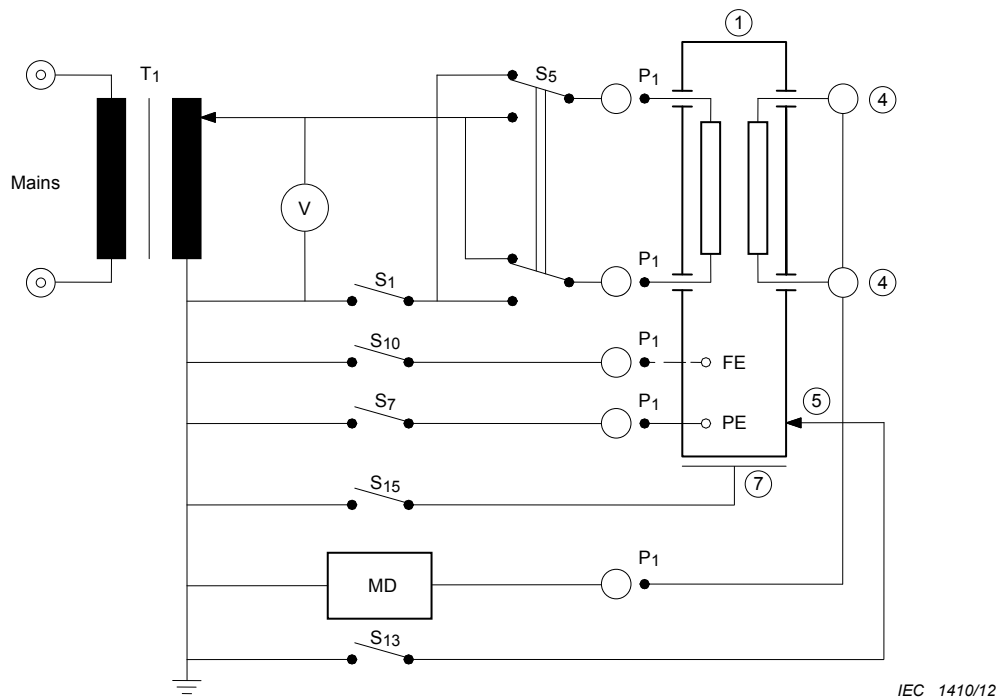 1
T1
S5
P1
4
Mains
V
P1
4
S1
S10
P1
FE
S7
P1
PE
5
S15
7
MD
P1
S13
IEC 1410/12